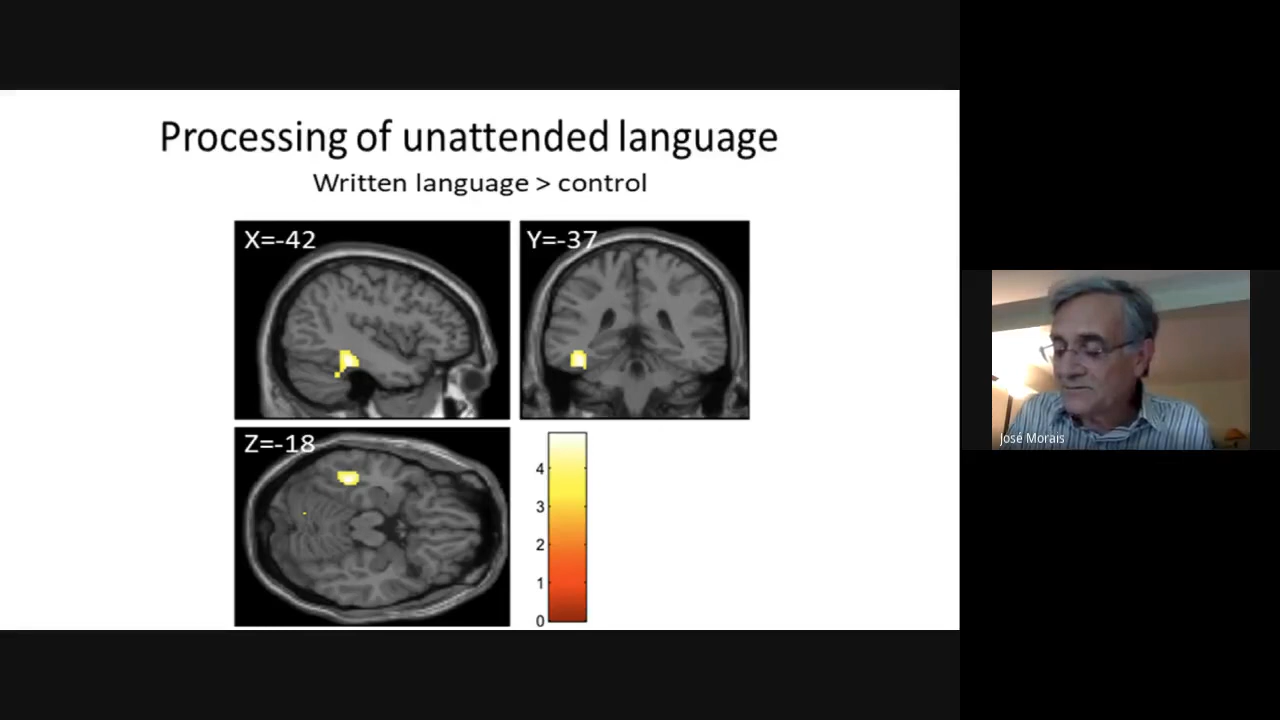 Processing of unattended language
Written language > control
X=-42
Y=-37
Z=-18
4
3
2
1
0
José Morais